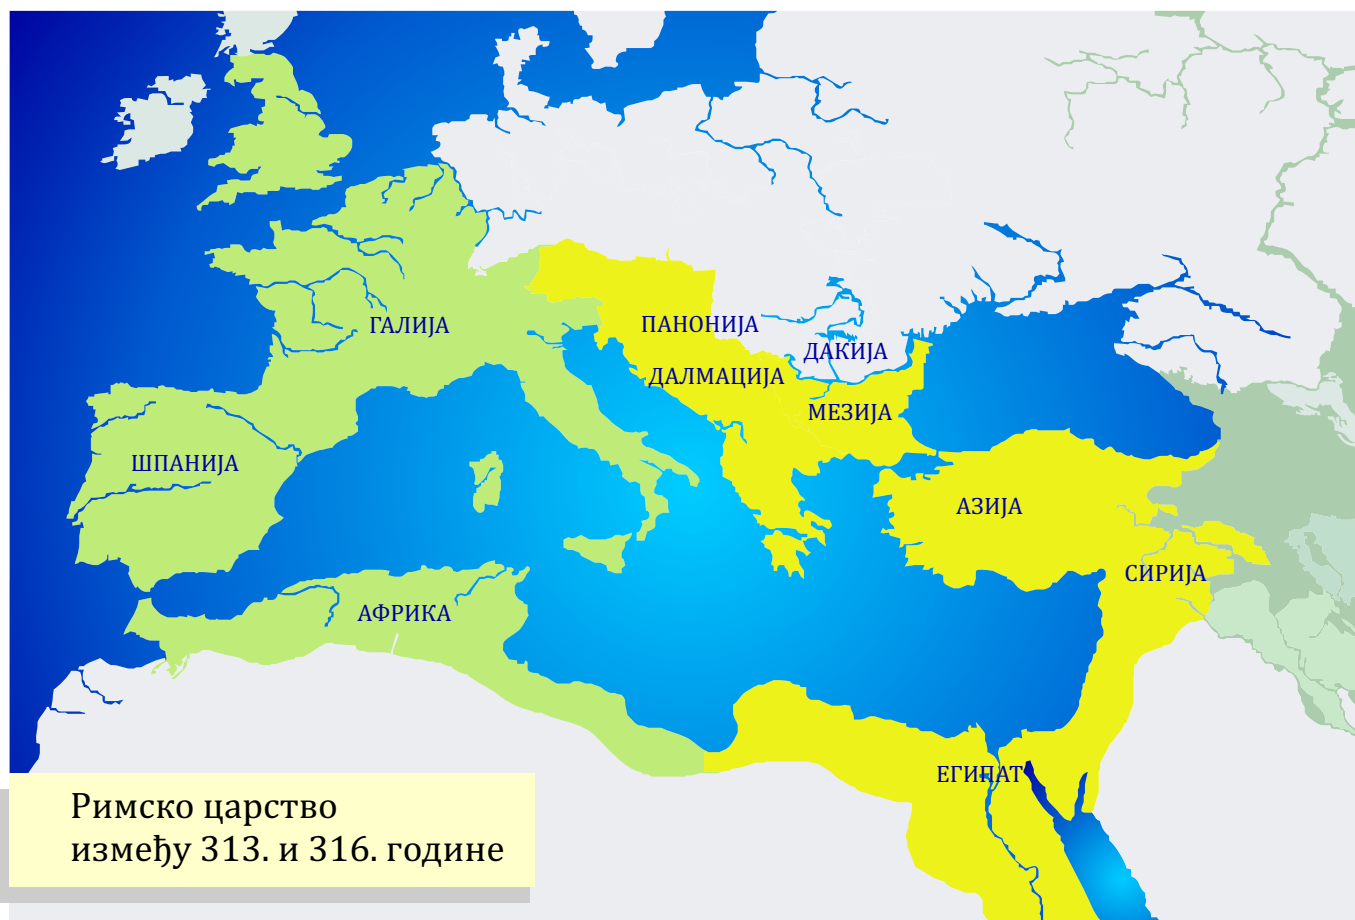 ГАЛИЈА
ПАНОНИЈА
ДАКИЈА
ДАЛМАЦИЈА
МЕЗИЈА
ШПАНИЈА
АЗИЈА
СИРИЈА
АФРИКА
ЕГИПАТ
Римско царство
између 313. и 316. године